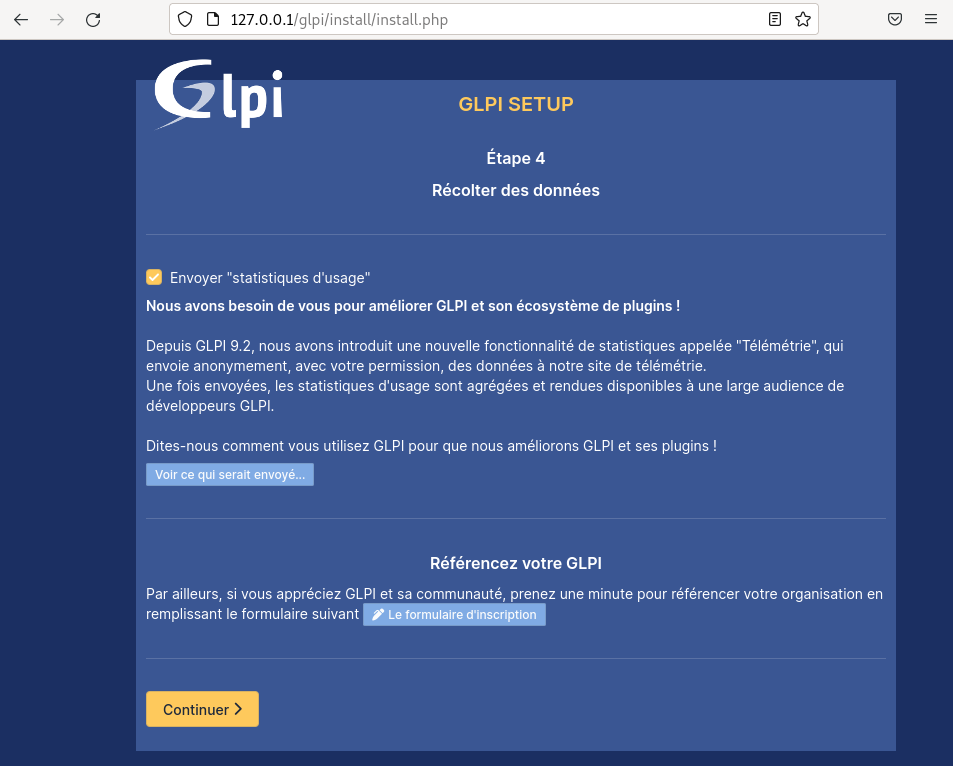 127.0.0.1/glpi/install/install.php
Glpi
GLPI SETUP
Étape 4
Récolter des données
Envoyer "statistiques d'usage"
Nous avons besoin de vous pour améliorer GLPI et son écosystème de plugins !
Depuis GLPI 9.2, nous avons introduit une nouvelle fonctionnalité de statistiques appelée "Télémétrie", qui
envoie anonymement, avec votre permission, des données à notre site de télémétrie.
Une fois envoyées, les statistiques d'usage sont agrégées et rendues disponibles à une large audience de
développeurs GLPI.
Dites-nous comment vous utilisez GLPI pour que nous améliorons GLPI et ses plugins !
Voir ce qui serait envoyé...
Référencez votre GLPI
Par ailleurs, si vous appréciez GLPI et sa communauté, prenez une minute pour référencer votre organisation en
remplissant le formulaire suivant Le formulaire d'inscription
Continuer